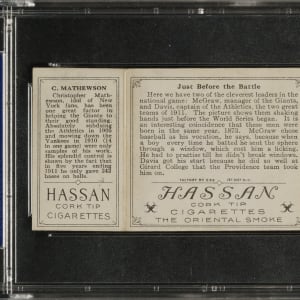 C. MATHEWSON
Christopher Math-
ewson, idol of New
York fans, has been
one great factor in
helping the Giants to
their good standing.
Absolutely subduing
the Athletics in 1905
and mowing down the
Yankees in 1910 (14
in one game) were only
samples of his work.
His splendid control is
shown by the fact that
in five years ending
1911 he only gave 242
bases on balls.
HASSAN
CORK TIP
CIGARETTES
Just Before the Battle
Here we have two of the cleverest leaders in the
national game: McGraw, manager of the Giants,
and Davis, captain of the Athletics, the two great
teams of 1911. The picture shows them shaking
hands just before the World Series began. It is
an interesting coincidence that these men were
born in the same year, 1873. McGraw chose
baseball as his vocation, he says, because when
a boy every time he batted he sent the sphere
through a window, which cost him a licking.
He had to practise till he didn't break windows.
Davis got his start because he did so well at
Girard College that the Providence team took
him on.
HASSAN
CORK TIP
CIGARETTES
THE ORIENTAL SMOKE